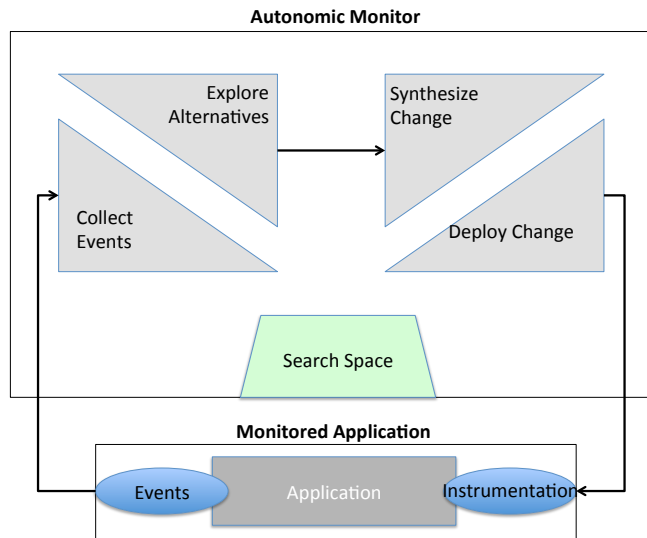 Autonomic Monitor
Explore
Alternatives
Synthesize
Change
Collect
Events
Deploy Change
Search Space
Monitored Application
Events
Application
Instrumentation